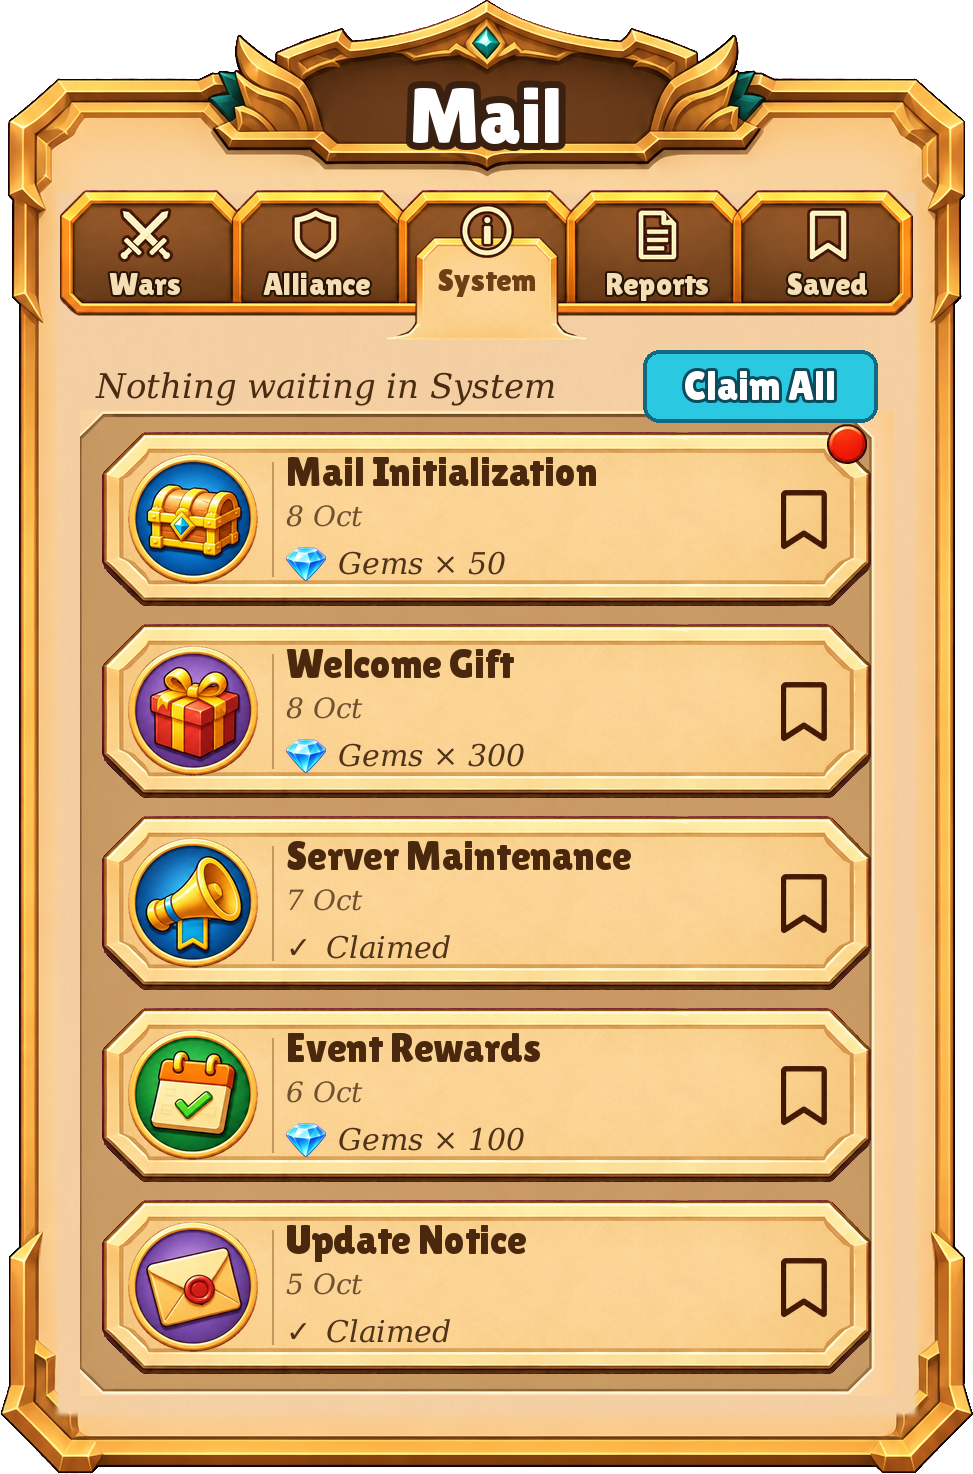 Mail
Wars Alliance System Reports Saved
Nothing waiting in System
Claim All
Mail Initialization
8 Oct
Gems × 50
Welcome Gift
8 Oct
Gems × 300
Server Maintenance
7 Oct
✓ Claimed
Event Rewards
6 Oct
Gems × 100
Update Notice
5 Oct
✓ Claimed